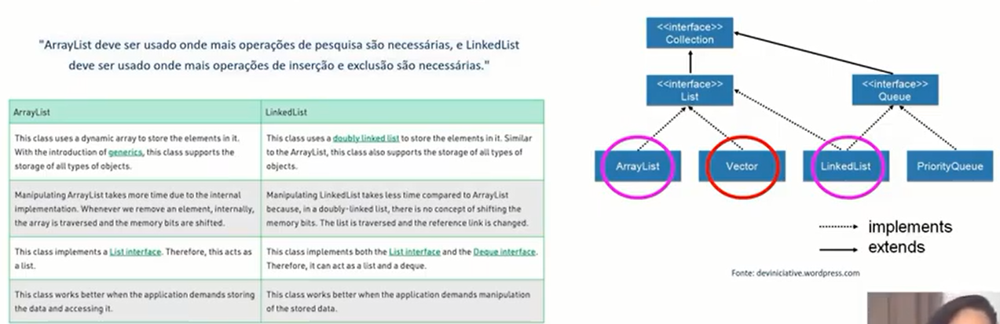 "ArrayList deve ser usado onde mais operações de pesquisa são necessárias, e LinkedList
deve ser usado onde mais operações de inserção e exclusão são necessárias."
ArrayList
LinkedList
This class uses a dynamic array to store the elements in it.
With the introduction of generics, this class supports the
storage of all types of objects.
This class uses a doubly linked list to store the elements in it. Similar
to the ArrayList, this class also supports the storage of all types of
objects.
Manipulating ArrayList takes more time due to the internal
implementation. Whenever we remove an element, internally,
the array is traversed and the memory bits are shifted.
Manipulating LinkedList takes less time compared to ArrayList
because, in a doubly-linked list, there is no concept of shifting the
memory bits. The list is traversed and the reference link is changed.
This class implements a List interface. Therefore, this acts as
a list.
This class implements both the List interface and the Deque interface.
Therefore, it can act as a list and a deque.
This class works better when the application demands storing
the data and accessing it.
This class works better when the application demands manipulation
of the stored data.
<<interface>>
Collection
<<interface>>
List
<<interface>>
Queue
ArrayList
Vector
LinkedList
PriorityQueue
implements
extends
Fonte: deviniciative.wordpress.com